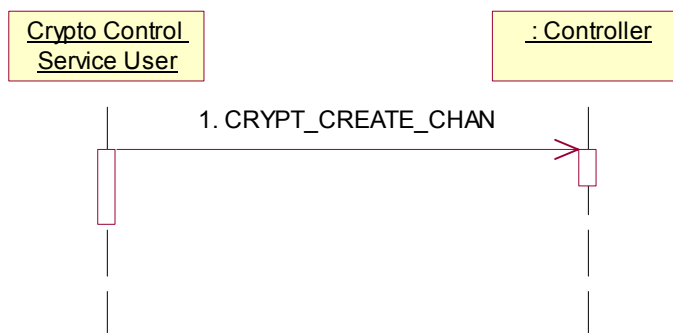 Crypto Control
Service User
: Controller
1. CRYPT_CREATE_CHAN